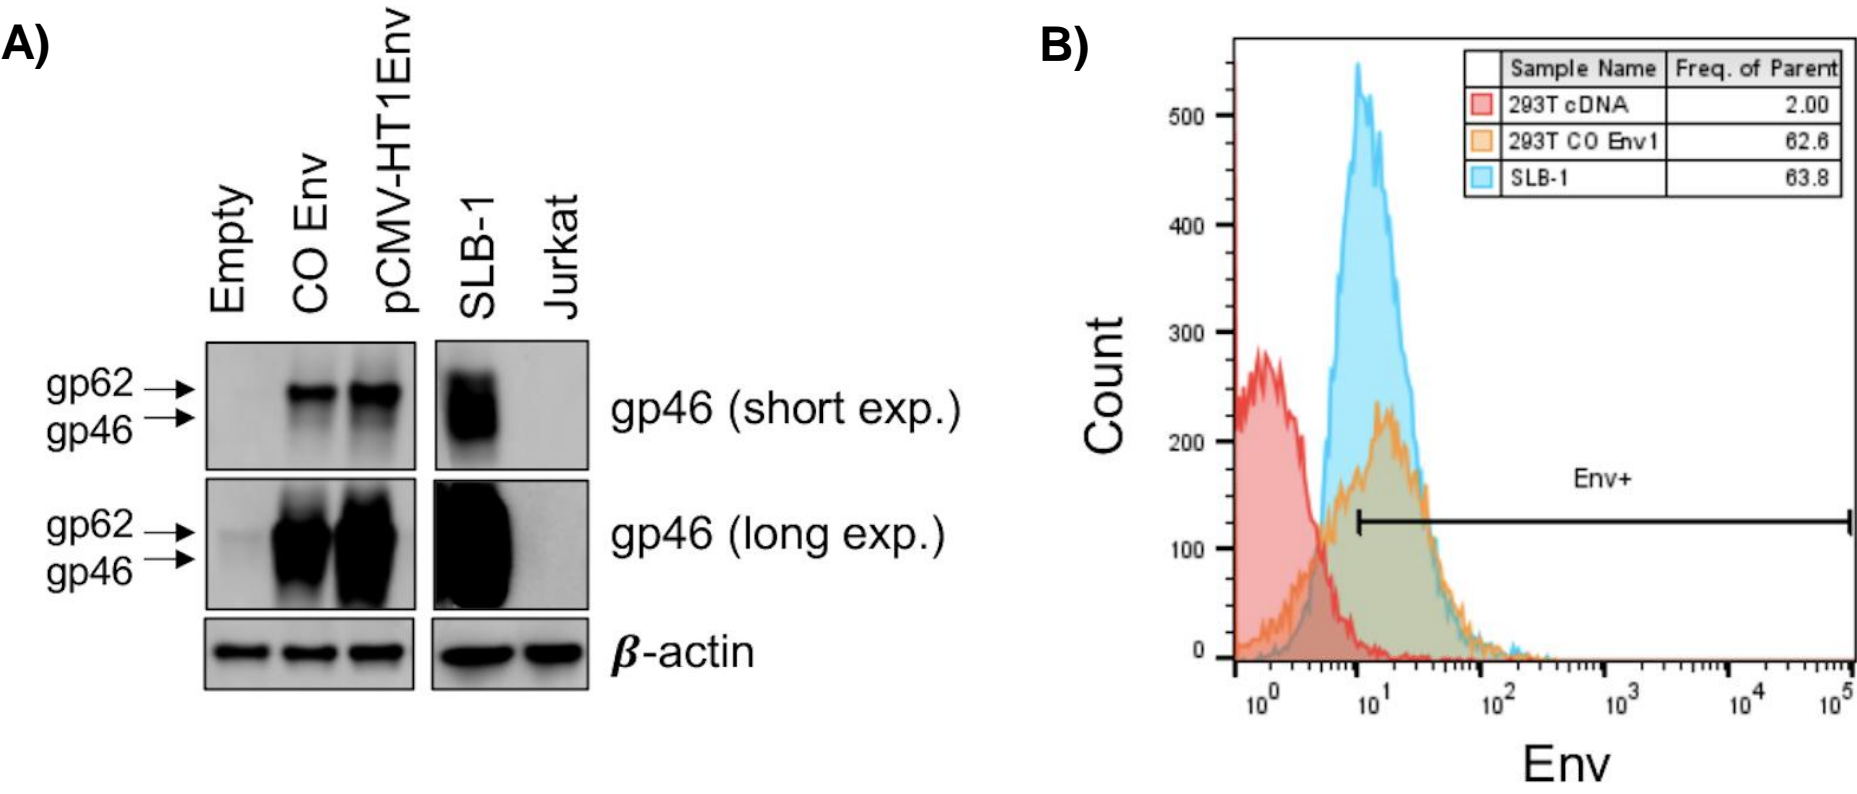 A)
Empty
CO Env
pCMV-HT1Env
SLB-1
Jurkat
gp62
gp46
gp46 (short exp.)
gp62
gp46
gp46 (long exp.)
β-actin
B)
Sample Name Freq. of Parent
293T cDNA 2.00
293T CO Env1 62.6
SLB-1 63.8
500
400
300
200
100
0
Count
Env+
10^0 10^1 10^2 10^3 10^4 10^5
Env